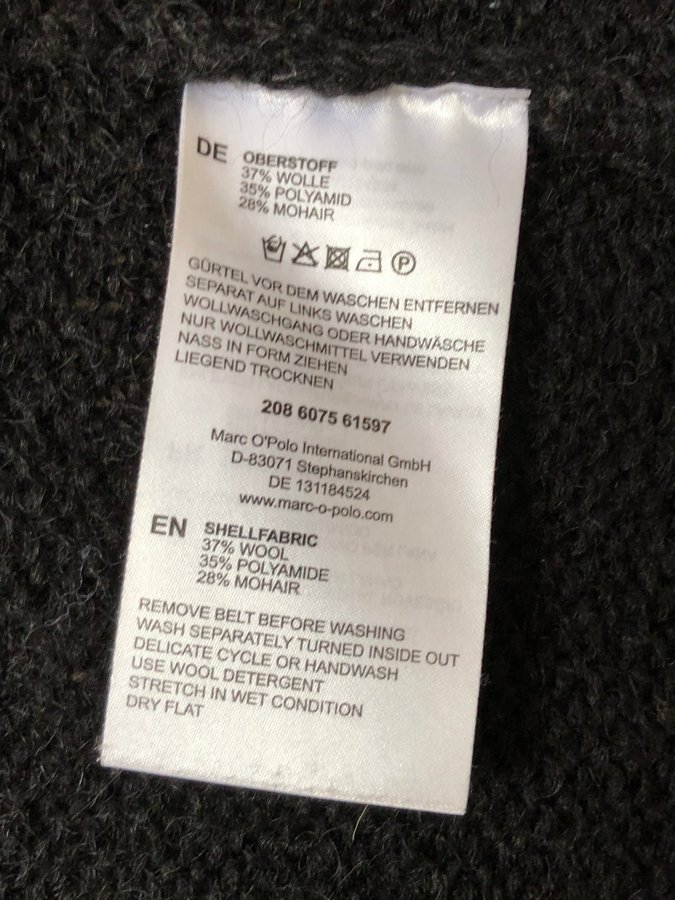 DE OBERSTOFF
37% WOLLE
35% POLYAMID
28% MOHAIR
P
GÜRTEL VOR DEM WASCHEN ENTFERNEN
SEPARAT AUF LINKS WASCHEN
WOLLWASCHGANG ODER HANDWÄSCHE
NUR WOLLWASCHMITTEL VERWENDEN
NASS IN FORM ZIEHEN
LIEGEND TROCKNEN
208 6075 61597
Marc O'Polo International GmbH
D-83071 Stephanskirchen
DE 131184524
www.marc-o-polo.com
EN SHELLFABRIC
37% WOOL
35% POLYAMIDE
28% MOHAIR
REMOVE BELT BEFORE WASHING
WASH SEPARATELY TURNED INSIDE OUT
DELICATE CYCLE OR HANDWASH
USE WOOL DETERGENT
STRETCH IN WET CONDITION
DRY FLAT